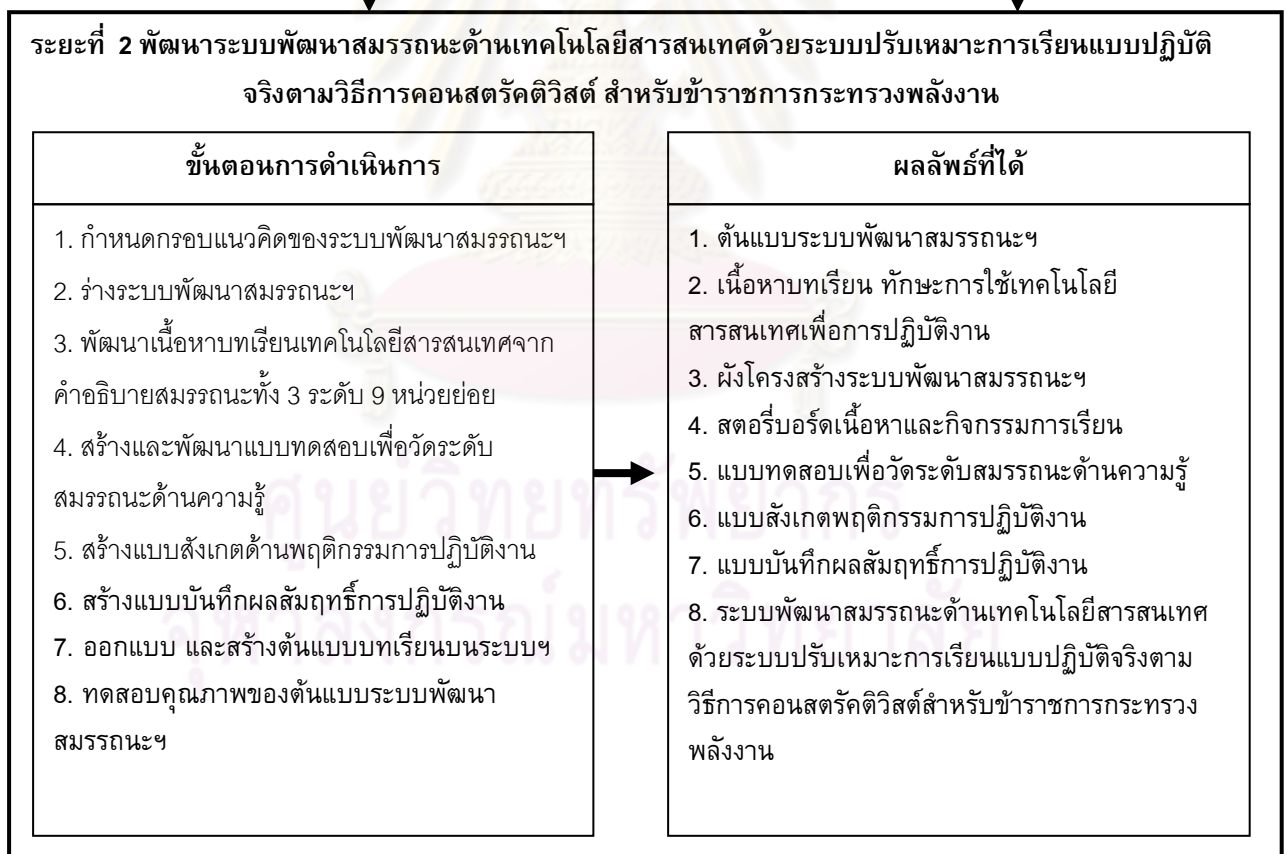 ระยะที่ 2 พัฒนาระบบพัฒนาสมรรถนะด้านเทคโนโลยีสารสนเทศด้วยระบบปรับเหมาะการเรียนแบบปฏิบัติ
จริงตามวิธีการคอนสตรัคติวิสต์ สำหรับข้าราชการกระทรวงพลังงาน
ขั้นตอนการดำเนินการ
1. กำหนดกรอบแนวคิดของระบบพัฒนาสมรรถนะฯ
2. ร่างระบบพัฒนาสมรรถนะฯ
3. พัฒนาเนื้อหาบทเรียนเทคโนโลยีสารสนเทศจาก
คำอธิบายสมรรถนะทั้ง 3 ระดับ 9 หน่วยย่อย
4. สร้างและพัฒนาแบบทดสอบเพื่อวัดระดับ
สมรรถนะด้านความรู้
5. สร้างแบบสังเกตด้านพฤติกรรมการปฏิบัติงาน
6. สร้างแบบบันทึกผลสัมฤทธิ์การปฏิบัติงาน
7. ออกแบบ และสร้างต้นแบบบทเรียนบนระบบฯ
8. ทดสอบคุณภาพของต้นแบบระบบพัฒนา
สมรรถนะฯ
ผลลัพธ์ที่ได้
1. ต้นแบบระบบพัฒนาสมรรถนะฯ
2. เนื้อหาบทเรียน ทักษะการใช้เทคโนโลยี
สารสนเทศเพื่อการปฏิบัติงาน
3. ผังโครงสร้างระบบพัฒนาสมรรถนะฯ
4. สตอรี่บอร์ดเนื้อหาและกิจกรรมการเรียน
5. แบบทดสอบเพื่อวัดระดับสมรรถนะด้านความรู้
6. แบบสังเกตพฤติกรรมการปฏิบัติงาน
7. แบบบันทึกผลสัมฤทธิ์การปฏิบัติงาน
8. ระบบพัฒนาสมรรถนะด้านเทคโนโลยีสารสนเทศ
ด้วยระบบปรับเหมาะการเรียนแบบปฏิบัติจริงตาม
วิธีการคอนสตรัคติวิสต์สำหรับข้าราชการกระทรวง
พลังงาน
ศูนย์วิทยทรัพยากร
จุฬาลงกรณ์มหาวิทยาลัย